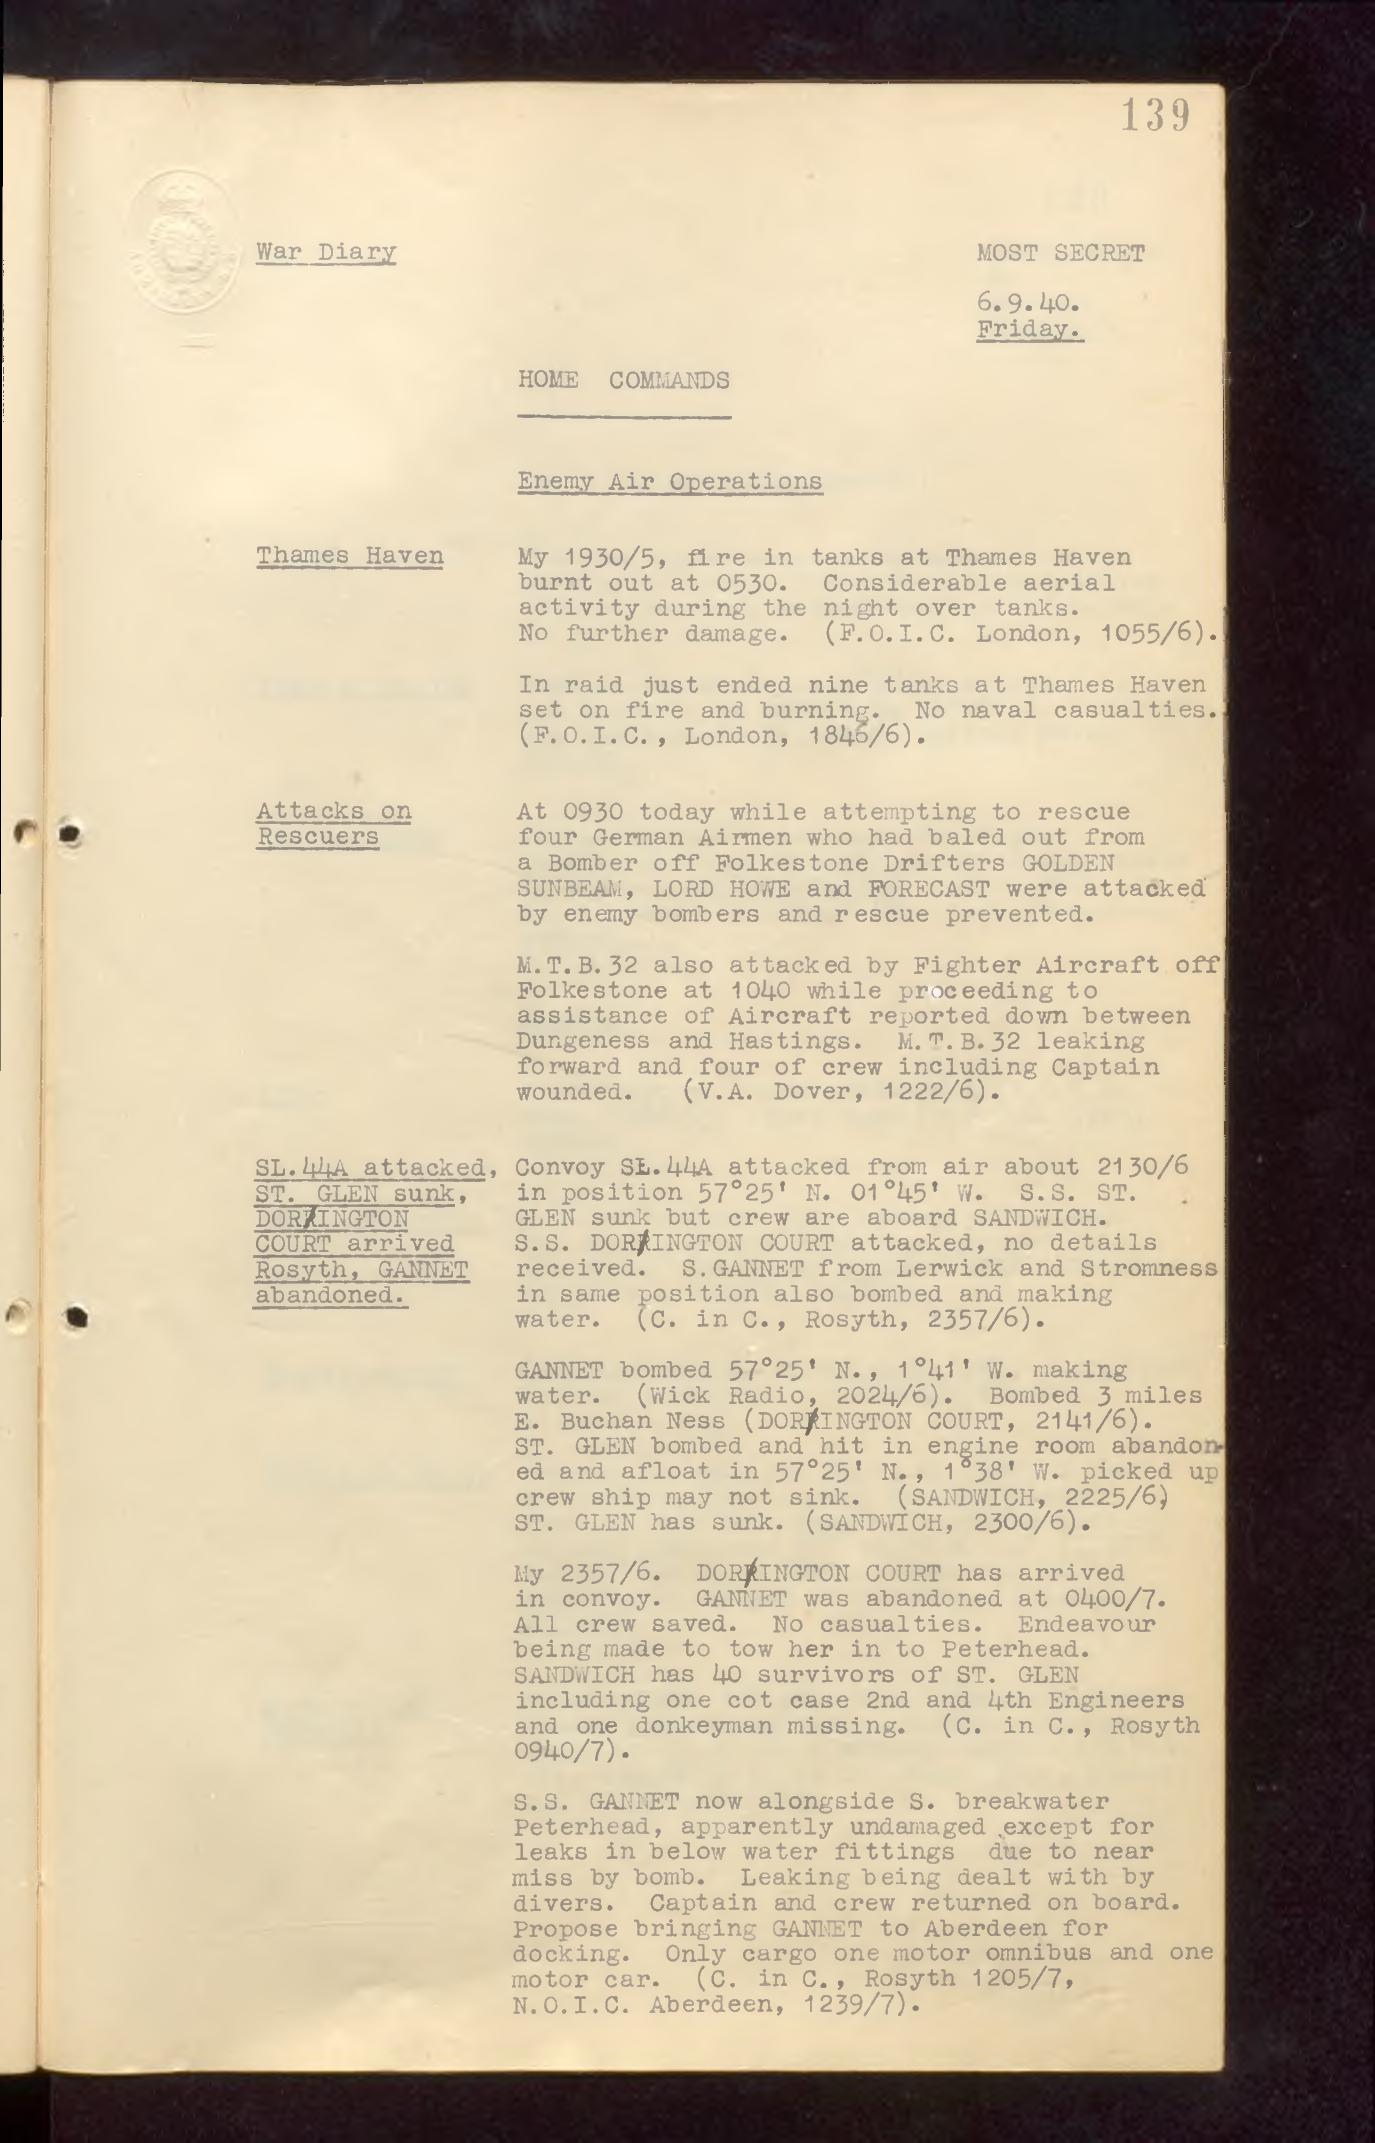 139
War Diary
MOST SECRET
6.9.40.
Friday.
HOME COMMANDS
Enemy Air Operations
Thames Haven
My 1930/5, fire in tanks at Thames Haven
burnt out at 0530. Considerable aerial
activity during the night over tanks.
No further damage. (F.O.I.C. London, 1055/6).
In raid just ended nine tanks at Thames Haven
set on fire and burning. No naval casualties.
(F.O.I.C., London, 1846/6).
Attacks on
Rescuers
At 0930 today while attempting to rescue
four German Airmen who had baled out from
a Bomber off Folkestone Drifters GOLDEN
SUNBEAM, LORD HOWE and FORECAST were attacked
by enemy bombers and rescue prevented.
M.T.B.32 also attacked by Fighter Aircraft off
Folkestone at 1040 while proceeding to
assistance of Aircraft reported down between
Dungeness and Hastings. M.T.B.32 leaking
forward and four of crew including Captain
wounded. (V.A. Dover, 1222/6).
SL.44A attacked,
ST. GLEN sunk,
DORRINGTON
COURT arrived
Rosyth, GANNET
abandoned.
Convoy SL.44A attacked from air about 2130/6
in position 57°25' N. 01°45' W. S.S. ST.
GLEN sunk but crew are aboard SANDWICH.
S.S. DORRINGTON COURT attacked, no details
received. S.GANNET from Lerwick and Stromness
in same position also bombed and making
water. (C. in C., Rosyth, 2357/6).
GANNET bombed 57°25' N., 1°41' W. making
water. (Wick Radio, 2024/6). Bombed 3 miles
E. Buchan Ness (DORRINGTON COURT, 2141/6).
ST. GLEN bombed and hit in engine room abandon-
ed and afloat in 57°25' N., 1°38' W. picked up
crew ship may not sink. (SANDWICH, 2225/6)
ST. GLEN has sunk. (SANDWICH, 2300/6).
My 2357/6. DORRINGTON COURT has arrived
in convoy. GANNET was abandoned at 0400/7.
All crew saved. No casualties. Endeavour
being made to tow her in to Peterhead.
SANDWICH has 40 survivors of ST. GLEN
including one cot case 2nd and 4th Engineers
and one donkeyman missing. (C. in C., Rosyth
0940/7).
S.S. GANNET now alongside S. breakwater
Peterhead, apparently undamaged except for
leaks in below water fittings due to near
miss by bomb. Leaking being dealt with by
divers. Captain and crew returned on board.
Propose bringing GANNET to Aberdeen for
docking. Only cargo one motor omnibus and one
motor car. (C. in C., Rosyth 1205/7,
N.O.I.C. Aberdeen, 1239/7).